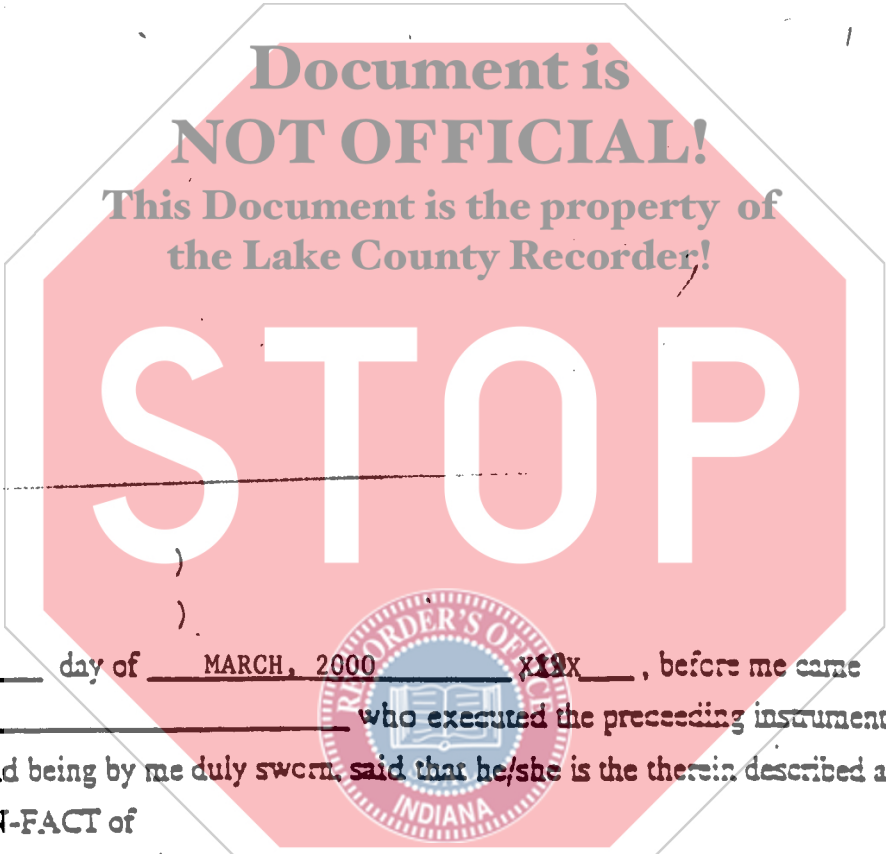 Document is
NOT OFFICIAL!
This Document is the property of
the Lake County Recorder!
STOP
)
)
day of MARCH, 2000 , before me came
who executed the preceeding instrument
d being by me duly sworn, said that he/she is the therein described a
N-FACT of
RECORDER'S OFFICE
INDIANA